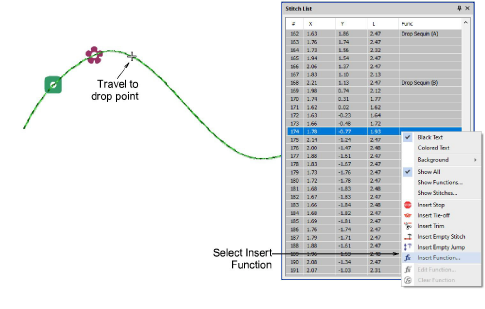 Stitch List
# X Y L Func
162 1.63 1.86 2.47 Drop Sequin (A)
163 1.76 1.74 2.47
164 1.73 1.56 2.32
165 1.94 1.54 2.47
166 2.06 1.37 2.47
167 1.83 1.10 2.13
168 2.21 1.13 2.47 Drop Sequin (B)
169 1.98 0.74 2.12
170 1.74 0.31 1.77
171 1.62 0.02 1.62
172 1.63 -0.23 1.64
173 1.66 -0.48 1.72
174 1.78 -0.77 1.93
175 2.14 -1.24 2.47
176 2.00 -1.47 2.48
177 1.88 -1.61 2.47
178 1.83 -1.67 2.47
179 1.73 -1.76 2.47
180 1.72 -1.78 2.47
181 1.68 -1.83 2.48
182 1.67 -1.83 2.47
183 1.66 -1.84 2.48
184 1.68 -1.82 2.47
185 1.69 -1.81 2.47
186 1.76 -1.74 2.47
187 1.79 -1.71 2.47
188 1.88 -1.61 2.47
190 2.08 -1.34 2.47
191 2.07 -1.03 2.31
Travel to
drop point
Select Insert
Function
Black Text
Colored Text
Background
Show All
Show Functions...
Show Stitches...
Insert Stop
Insert Tie-off
Insert Trim
Insert Empty Stitch
Insert Empty Jump
Insert Function...
Edit Function...
Clear Function